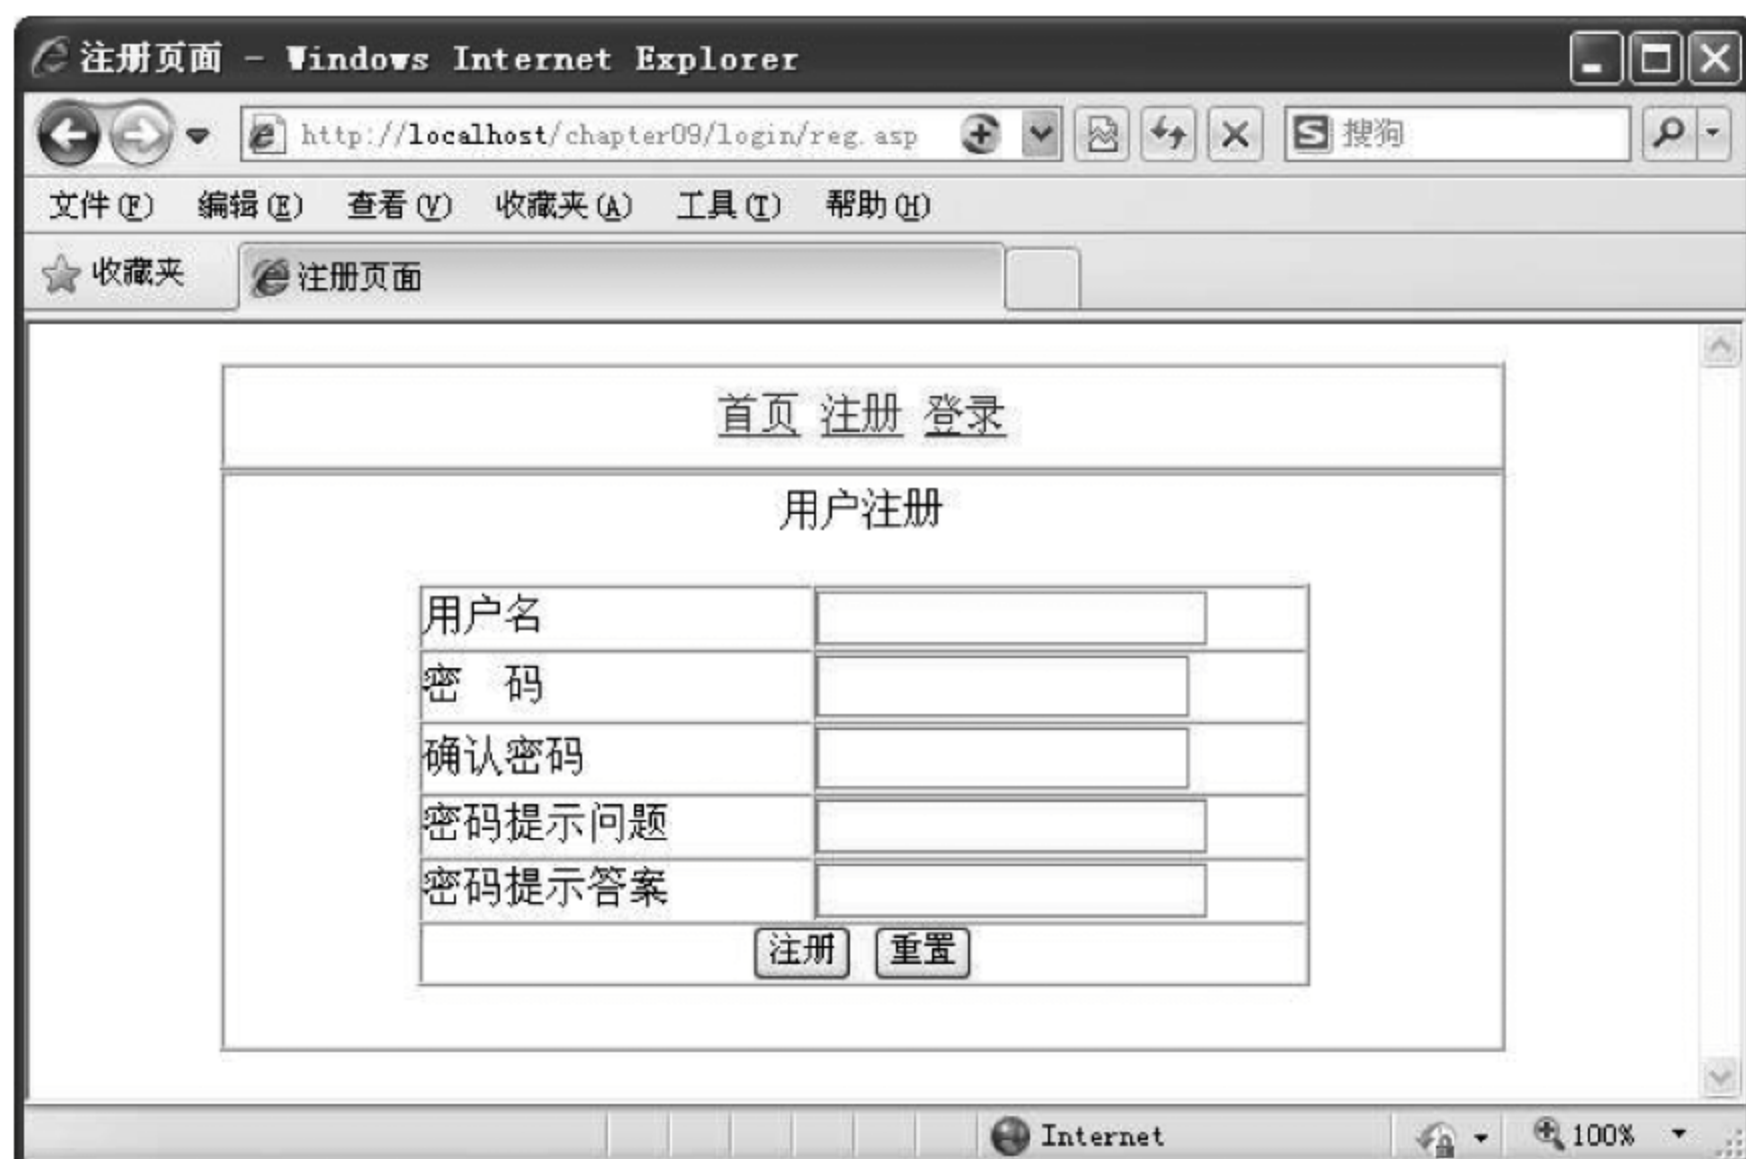 注册页面 - Windows Internet Explorer
http://localhost/chapter09/login/reg.asp 搜狗
文件(F) 编辑(E) 查看(V) 收藏夹(A) 工具(T) 帮助(H)
收藏夹 注册页面
首页 注册 登录
用户注册
用户名
密 码
确认密码
密码提示问题
密码提示答案
注册 重置
Internet 100%